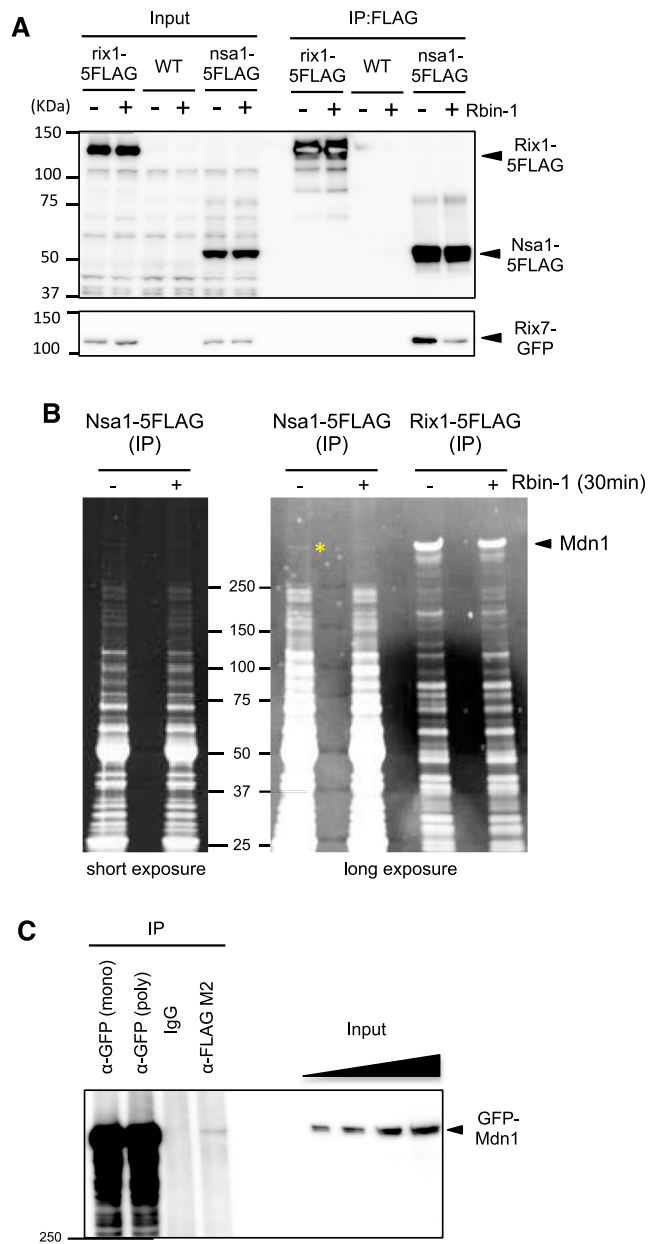 A
Input
IP:FLAG
rix1-
5FLAG
WT
nsa1-
5FLAG
rix1-
5FLAG
WT
nsa1-
5FLAG
(KDa)
- + - + - + - + - + - + Rbin-1
150
100
75
50
37
Rix1-
5FLAG
Nsa1-
5FLAG
150
100
Rix7-
GFP
B
Nsa1-5FLAG
(IP)
Nsa1-5FLAG
(IP)
Rix1-5FLAG
(IP)
- + - + - + Rbin-1 (30min)
*
Mdn1
250
150
100
75
50
37
25
short exposure
long exposure
C
IP
α-GFP (mono)
α-GFP (poly)
IgG
α-FLAG M2
Input
GFP-
Mdn1
250